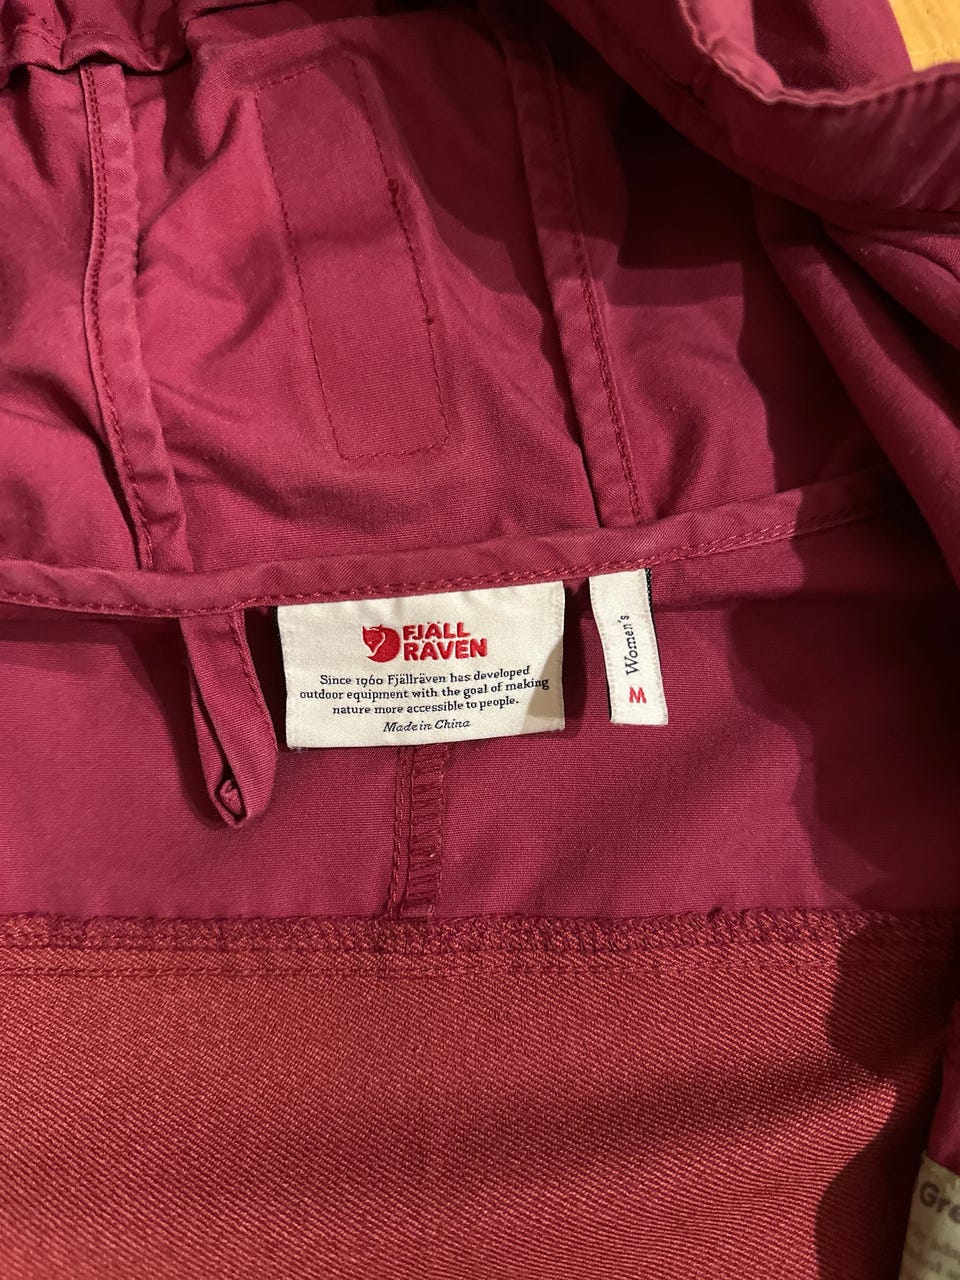 FJÄLL
RÄVEN
Since 1960 Fjällräven has developed
outdoor equipment with the goal of making
nature more accessible to people.
Made in China
Women's
M
Gre